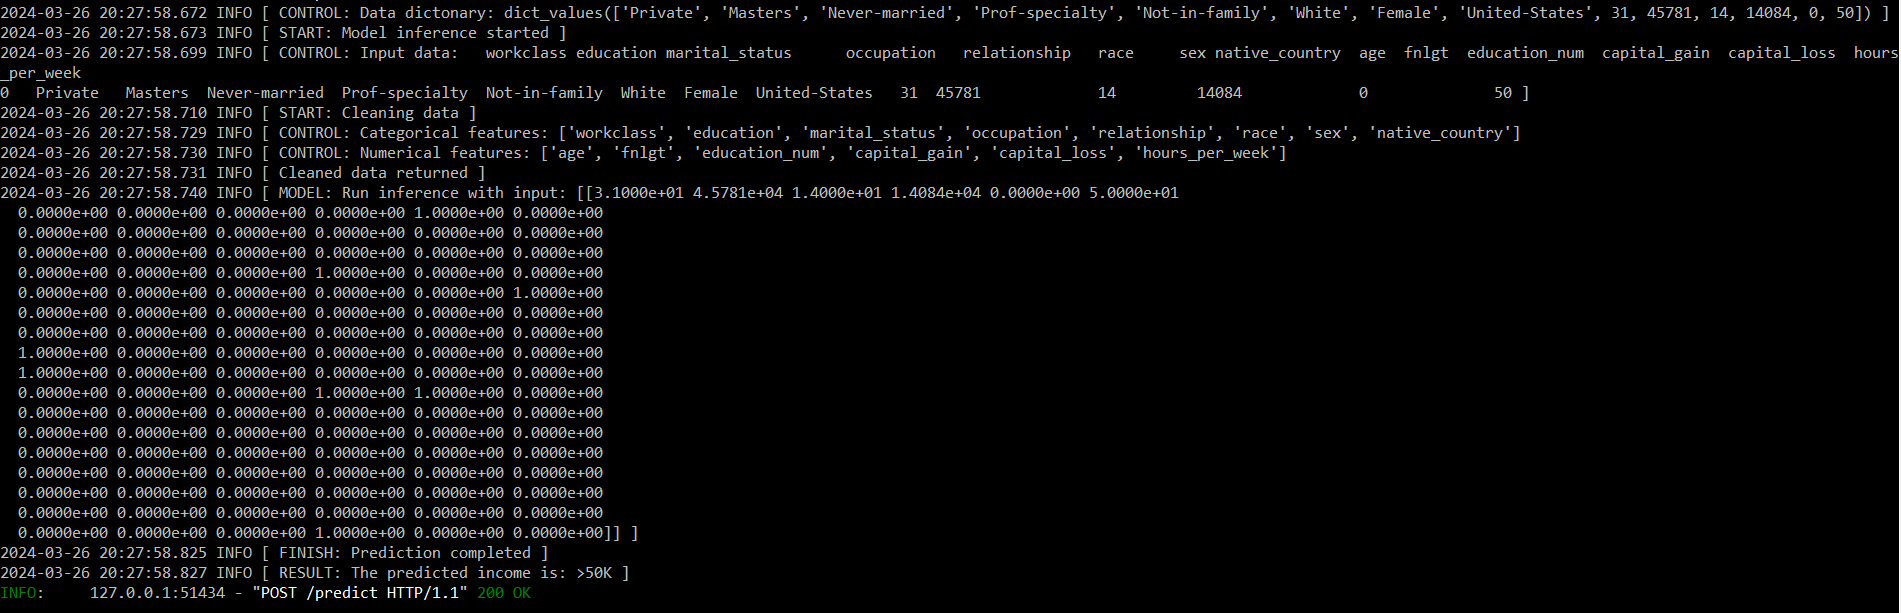 2024-03-26 20:27:58.672 INFO [ CONTROL: Data dictonary: dict_values(['Private', 'Masters', 'Never-married', 'Prof-specialty', 'Not-in-family', 'White', 'Female', 'United-States', 31, 45781, 14, 14084, 0, 50]) ]
2024-03-26 20:27:58.673 INFO [ START: Model inference started ]
2024-03-26 20:27:58.699 INFO [ CONTROL: Input data:   workclass education marital_status      occupation   relationship   race     sex native_country  age  fnlgt  education_num  capital_gain  capital_loss  hours
_per_week
0   Private   Masters  Never-married  Prof-specialty  Not-in-family  White  Female  United-States   31  45781             14         14084             0              50 ]
2024-03-26 20:27:58.710 INFO [ START: Cleaning data ]
2024-03-26 20:27:58.729 INFO [ CONTROL: Categorical features: ['workclass', 'education', 'marital_status', 'occupation', 'relationship', 'race', 'sex', 'native_country']
2024-03-26 20:27:58.730 INFO [ CONTROL: Numerical features: ['age', 'fnlgt', 'education_num', 'capital_gain', 'capital_loss', 'hours_per_week']
2024-03-26 20:27:58.731 INFO [ Cleaned data returned ]
2024-03-26 20:27:58.740 INFO [ MODEL: Run inference with input: [[3.1000e+01 4.5781e+04 1.4000e+01 1.4084e+04 0.0000e+00 5.0000e+01
  0.0000e+00 0.0000e+00 0.0000e+00 0.0000e+00 1.0000e+00 0.0000e+00
  0.0000e+00 0.0000e+00 0.0000e+00 0.0000e+00 0.0000e+00 0.0000e+00
  0.0000e+00 0.0000e+00 0.0000e+00 0.0000e+00 0.0000e+00 0.0000e+00
  0.0000e+00 0.0000e+00 0.0000e+00 1.0000e+00 0.0000e+00 0.0000e+00
  0.0000e+00 0.0000e+00 0.0000e+00 0.0000e+00 0.0000e+00 1.0000e+00
  0.0000e+00 0.0000e+00 0.0000e+00 0.0000e+00 0.0000e+00 0.0000e+00
  0.0000e+00 0.0000e+00 0.0000e+00 0.0000e+00 0.0000e+00 0.0000e+00
  1.0000e+00 0.0000e+00 0.0000e+00 0.0000e+00 0.0000e+00 0.0000e+00
  1.0000e+00 0.0000e+00 0.0000e+00 0.0000e+00 0.0000e+00 0.0000e+00
  0.0000e+00 0.0000e+00 0.0000e+00 1.0000e+00 1.0000e+00 0.0000e+00
  0.0000e+00 0.0000e+00 0.0000e+00 0.0000e+00 0.0000e+00 0.0000e+00
  0.0000e+00 0.0000e+00 0.0000e+00 0.0000e+00 0.0000e+00 0.0000e+00
  0.0000e+00 0.0000e+00 0.0000e+00 0.0000e+00 0.0000e+00 0.0000e+00
  0.0000e+00 0.0000e+00 0.0000e+00 0.0000e+00 0.0000e+00 0.0000e+00
  0.0000e+00 0.0000e+00 0.0000e+00 0.0000e+00 0.0000e+00 0.0000e+00
  0.0000e+00 0.0000e+00 0.0000e+00 0.0000e+00 0.0000e+00 0.0000e+00
  0.0000e+00 0.0000e+00 0.0000e+00 1.0000e+00 0.0000e+00 0.0000e+00]] ]
2024-03-26 20:27:58.825 INFO [ FINISH: Prediction completed ]
2024-03-26 20:27:58.827 INFO [ RESULT: The predicted income is: >50K ]
INFO:     127.0.0.1:51434 - "POST /predict HTTP/1.1" 200 OK